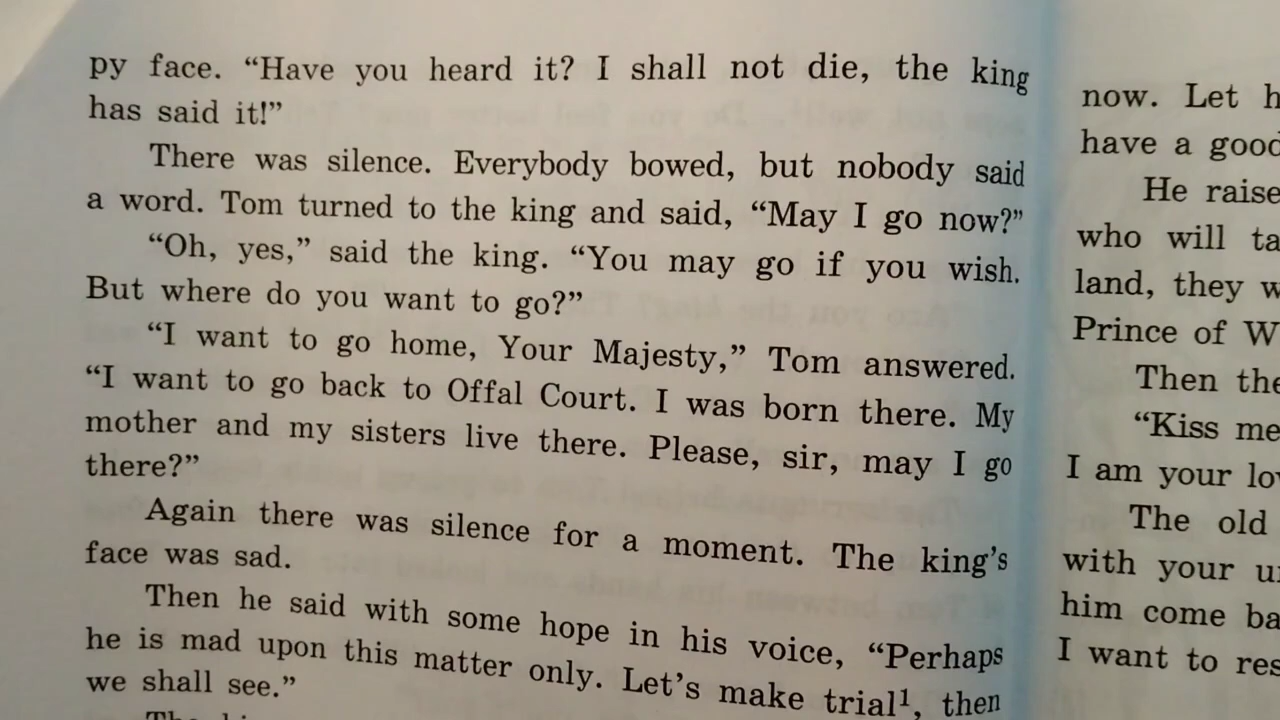 py face. “Have you heard it? I shall not die, the king
has said it!”
There was silence. Everybody bowed, but nobody said
a word. Tom turned to the king and said, “May I go now?”
“Oh, yes,” said the king. “You may go if you wish.
But where do you want to go?”
“I want to go home, Your Majesty,” Tom answered.
“I want to go back to Offal Court. I was born there. My
mother and my sisters live there. Please, sir, may I go
there?”
Again there was silence for a moment. The king’s
face was sad.
Then he said with some hope in his voice, “Perhaps
he is mad upon this matter only. Let’s make trial¹, then
we shall see.”
now. Let
have a good
He
who will
land, they
Prince of
Then
“Kiss me
I am your
The old
with your
him come
I want to